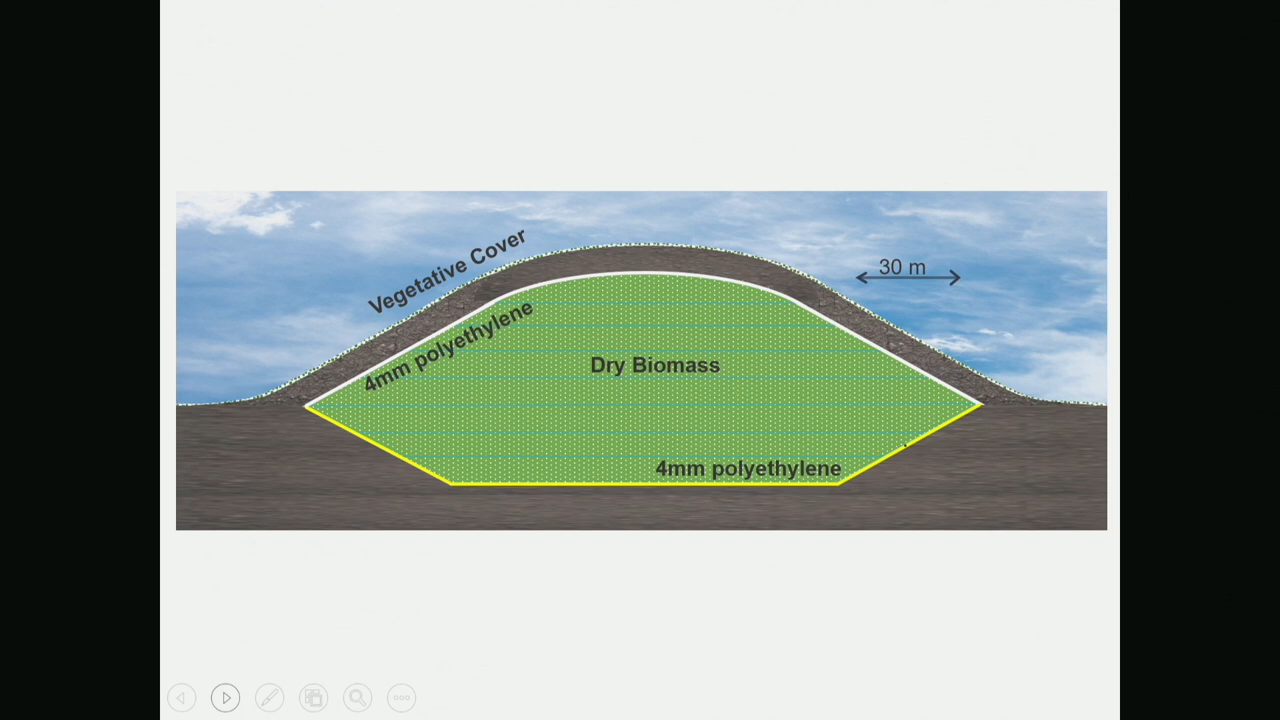 Vegetative Cover
30 m
4mm polyethylene
Dry Biomass
4mm polyethylene